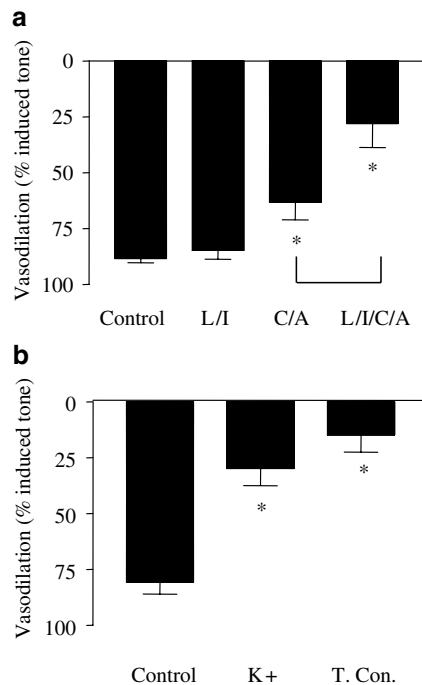 a
Vasodilation (% induced tone)
0
25
50
75
100
*
*
Control L/I C/A L/I/C/A
b
Vasodilation (% induced tone)
0
25
50
75
100
*
*
Control K+ T. Con.